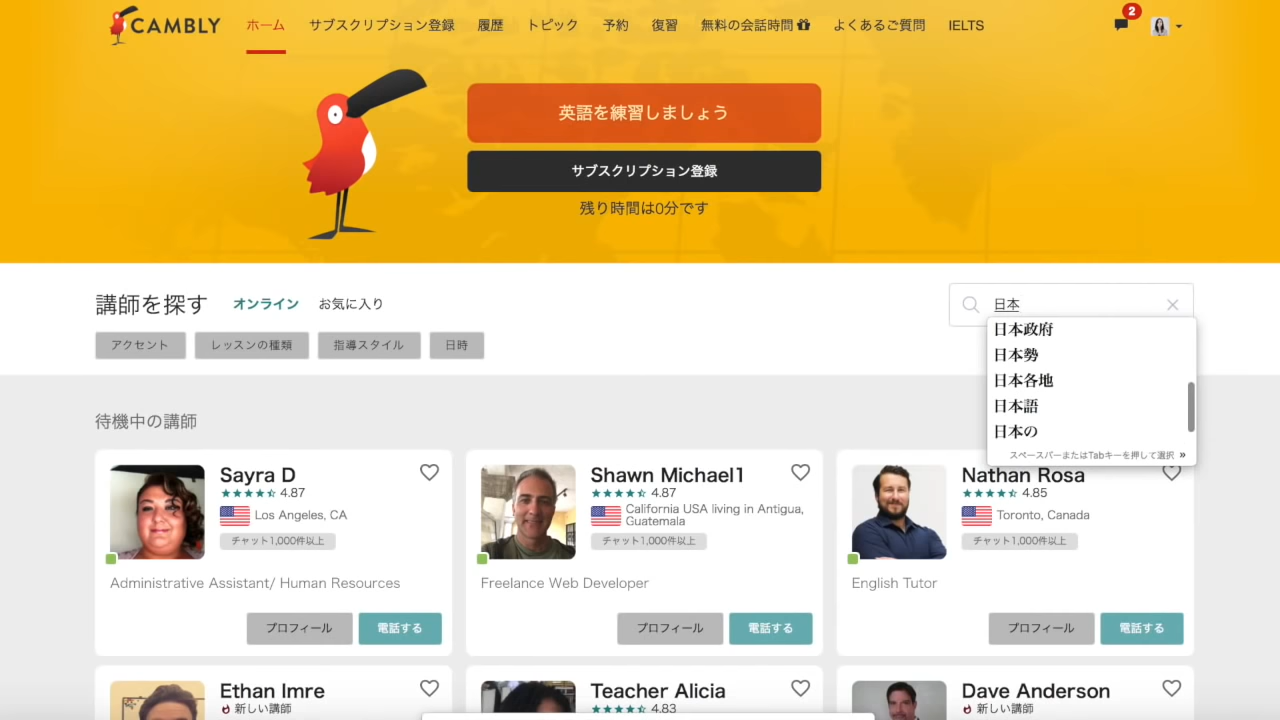 CAMBLY
ホーム サブスクリプション登録 履歴 トピック 予約 復習 無料の会話時間 よくあるご質問 IELTS
2
英語を練習しましょう
サブスクリプション登録
残り時間は0分です
講師を探す オンライン お気に入り
日本
アクセント レッスンの種類 指導スタイル 日時
日本政府
日本勢
日本各地
日本語
日本の
スペースバーまたはTabキーを押して選択 »
待機中の講師
Sayra D
4.87
Los Angeles, CA
チャット1,000件以上
Administrative Assistant/ Human Resources
プロフィール 電話する
Shawn Michael1
4.87
California USA living in Antigua,
Guatemala
チャット1,000件以上
Freelance Web Developer
プロフィール 電話する
Nathan Rosa
4.85
Toronto, Canada
チャット1,000件以上
English Tutor
プロフィール 電話する
Ethan Imre
新しい講師
Teacher Alicia
4.83
Dave Anderson
新しい講師